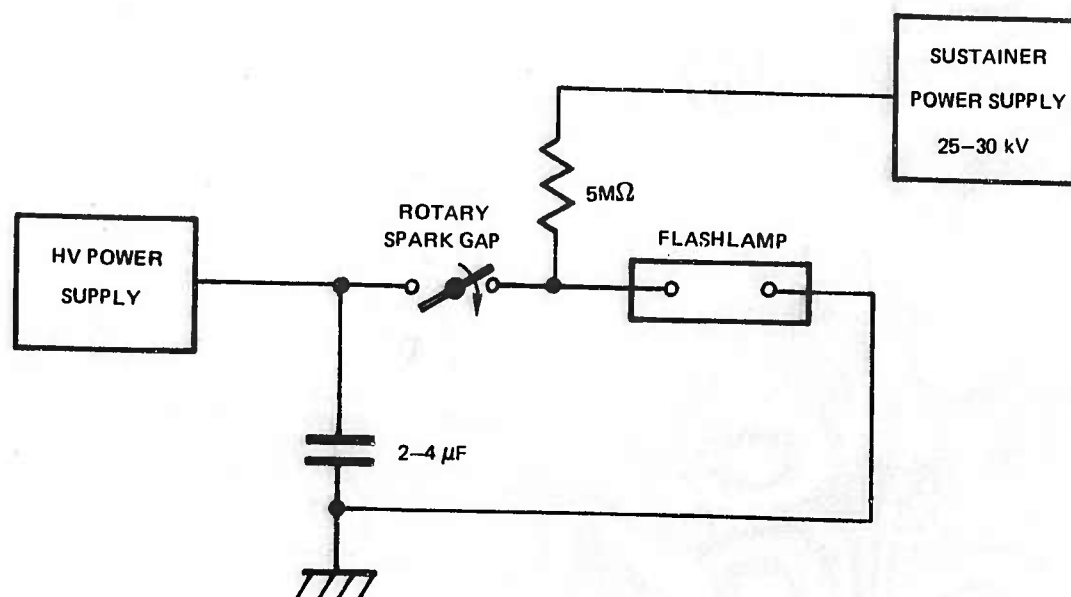 SUSTAINER
POWER SUPPLY
25–30 kV
5MΩ
ROTARY
SPARK GAP
FLASHLAMP
HV POWER
SUPPLY
2–4 μF